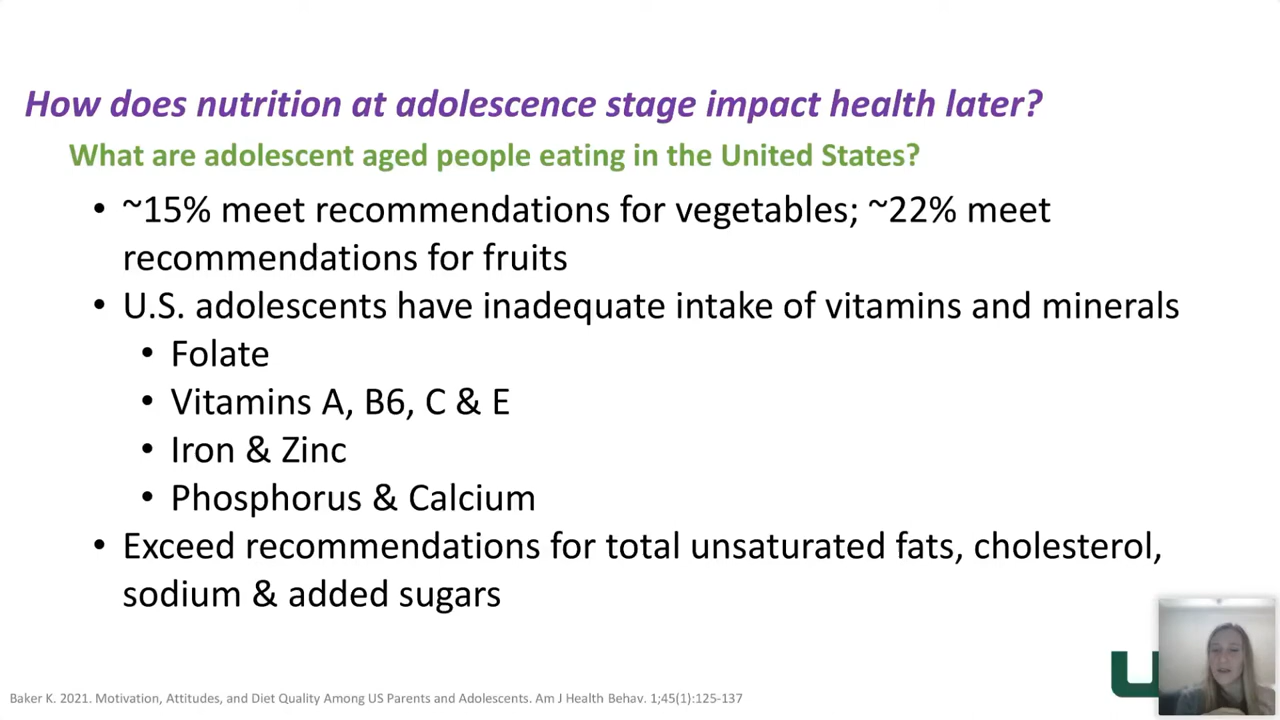 How does nutrition at adolescence stage impact health later?
What are adolescent aged people eating in the United States?
• ~15% meet recommendations for vegetables; ~22% meet
recommendations for fruits
• U.S. adolescents have inadequate intake of vitamins and minerals
• Folate
• Vitamins A, B6, C & E
• Iron & Zinc
• Phosphorus & Calcium
• Exceed recommendations for total unsaturated fats, cholesterol,
sodium & added sugars
Baker K. 2021. Motivation, Attitudes, and Diet Quality Among US Parents and Adolescents. Am J Health Behav. 1;45(1):125-137